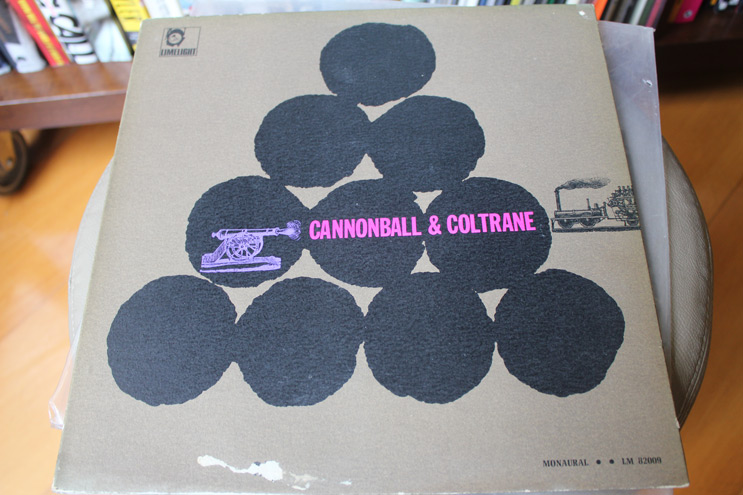 LIMELIGHT
CANNONBALL & COLTRANE
MONAURAL • • LM 82009